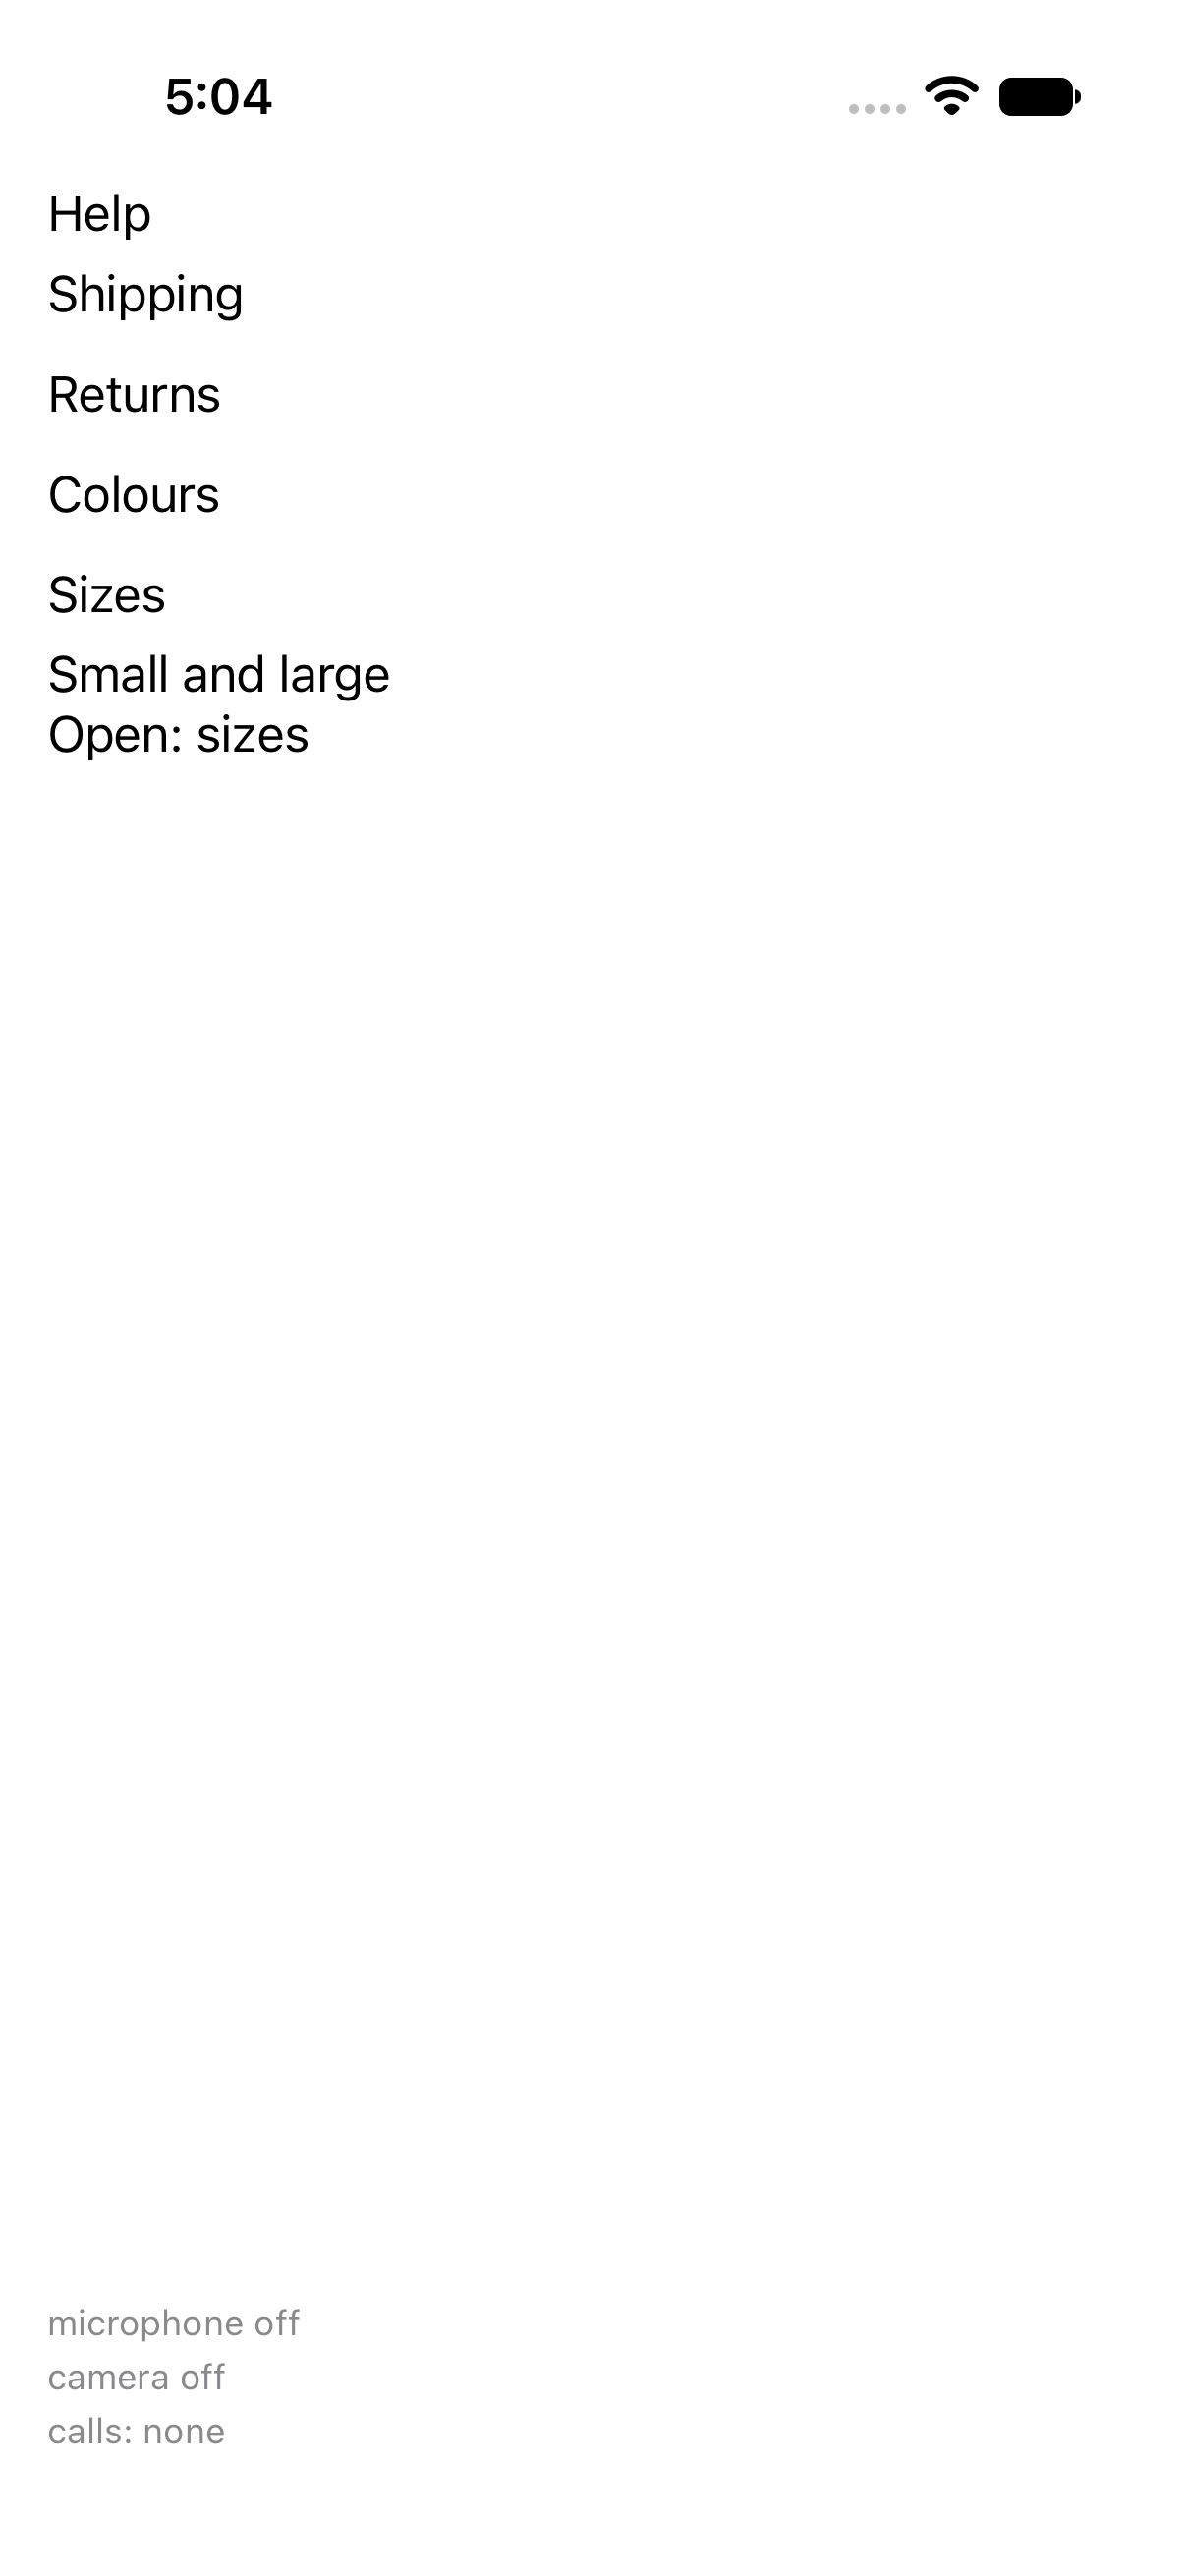 5:04
Help
Shipping
Returns
Colours
Sizes
Small and large
Open: sizes
microphone off
camera off
calls: none